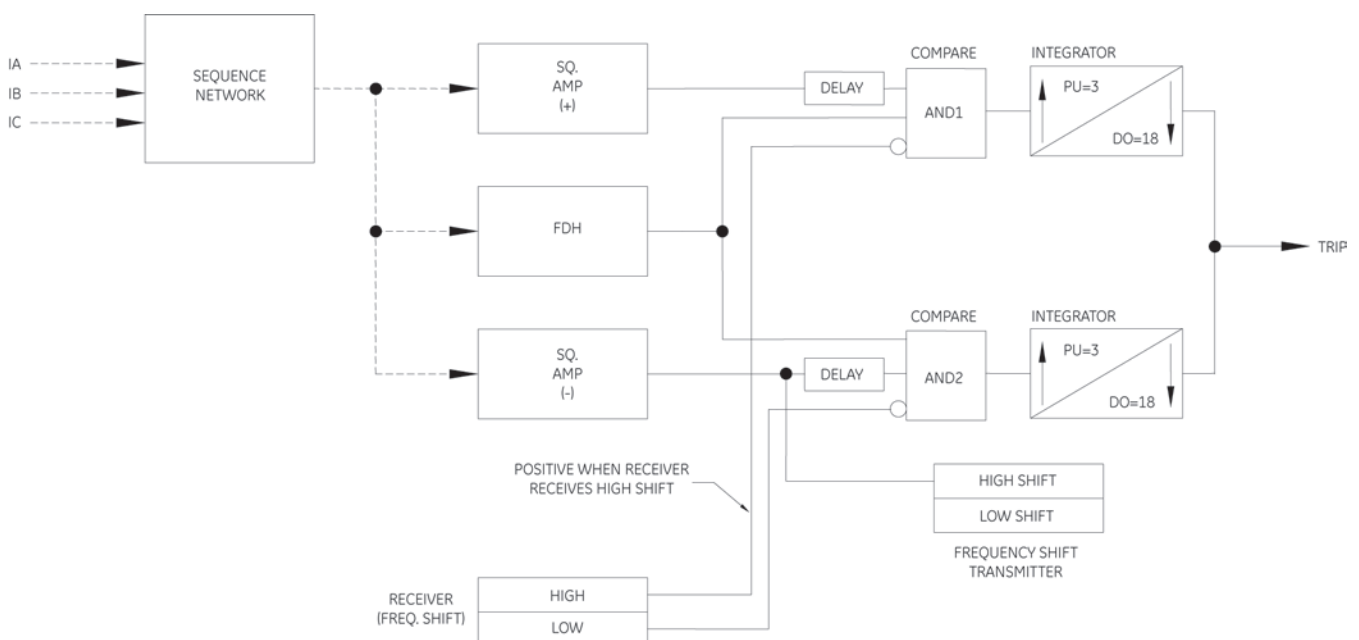 IA
IB
IC
SEQUENCE
NETWORK
SQ.
AMP
(+)
FDH
SQ.
AMP
(-)
DELAY
COMPARE
AND1
INTEGRATOR
PU=3
DO=18
TRIP
COMPARE
DELAY
AND2
INTEGRATOR
PU=3
DO=18
POSITIVE WHEN RECEIVER
RECEIVES HIGH SHIFT
HIGH SHIFT
LOW SHIFT
FREQUENCY SHIFT
TRANSMITTER
RECEIVER
(FREQ. SHIFT)
HIGH
LOW